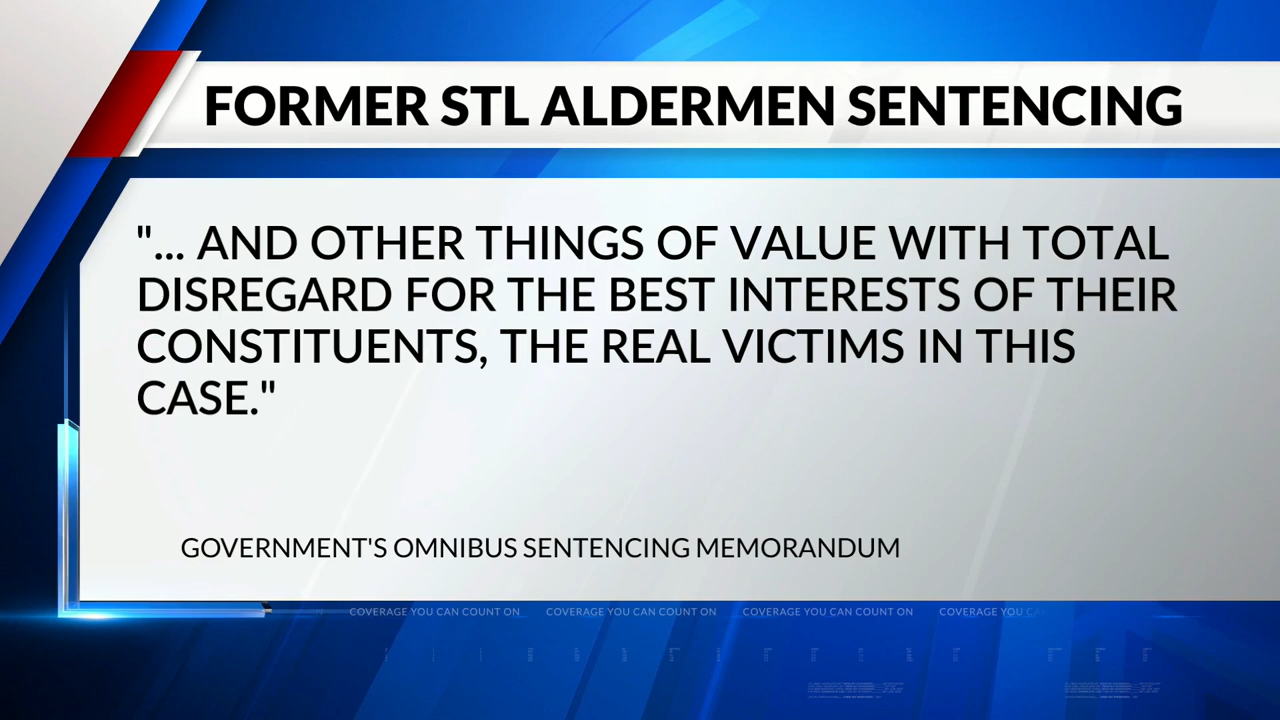 FORMER STL ALDERMEN SENTENCING
"... AND OTHER THINGS OF VALUE WITH TOTAL
DISREGARD FOR THE BEST INTERESTS OF THEIR
CONSTITUENTS, THE REAL VICTIMS IN THIS
CASE."
GOVERNMENT'S OMNIBUS SENTENCING MEMORANDUM
COVERAGE YOU CAN COUNT ON COVERAGE YOU CAN COUNT ON COVERAGE YOU CAN COUNT ON COVERAGE YOU